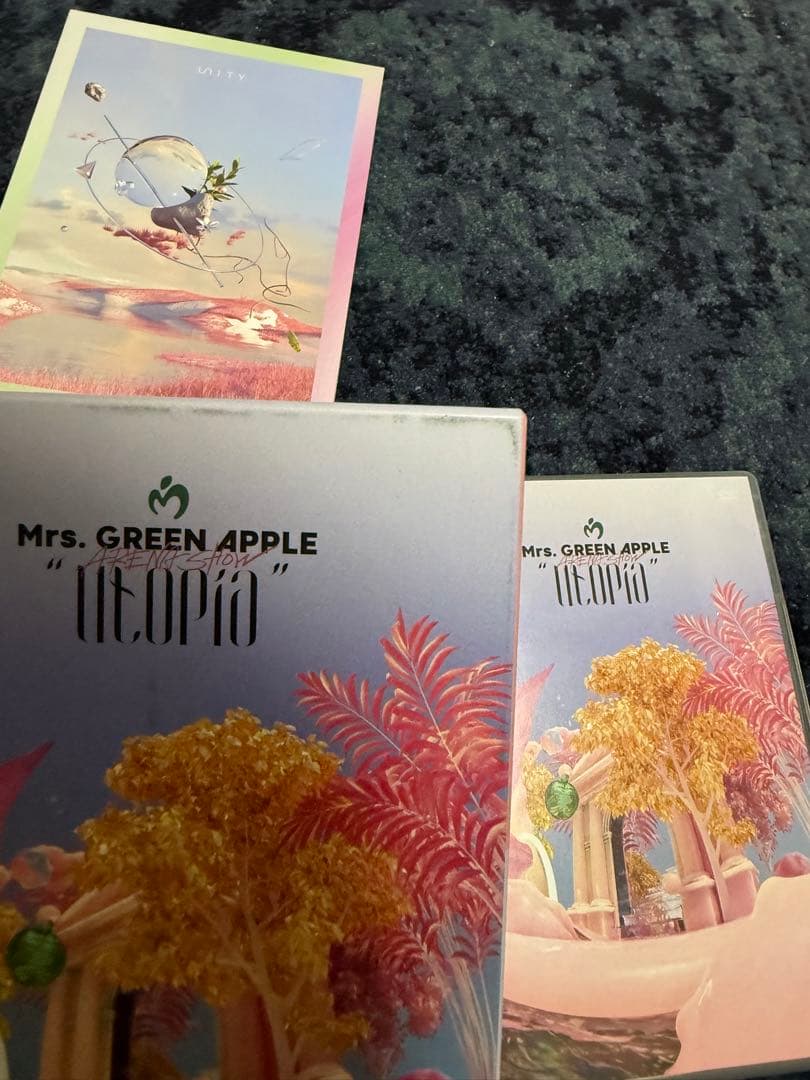 UNITY
Mrs. GREEN APPLE
ARENA SHOW
“Utopia”
Mrs. GREEN APPLE
ARENA SHOW
“Utopia”